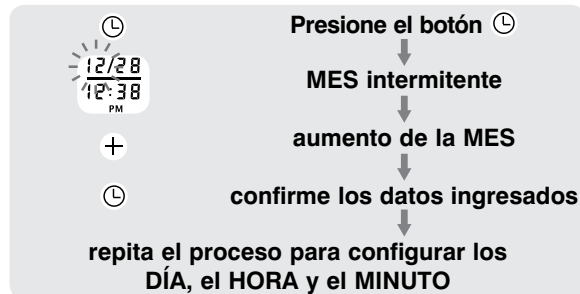 Presione el botón
12/28
12:38
PM
MES intermitente
+
aumento de la MES
confirme los datos ingresados
repita el proceso para configurar los
DÍA, el HORA y el MINUTO